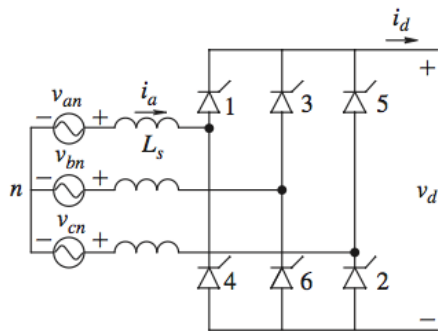 i_d
+
v_an
− +
i_a
1 3 5
L_s
v_bn
n − +
v_d
v_cn
− +
4 6 2
−